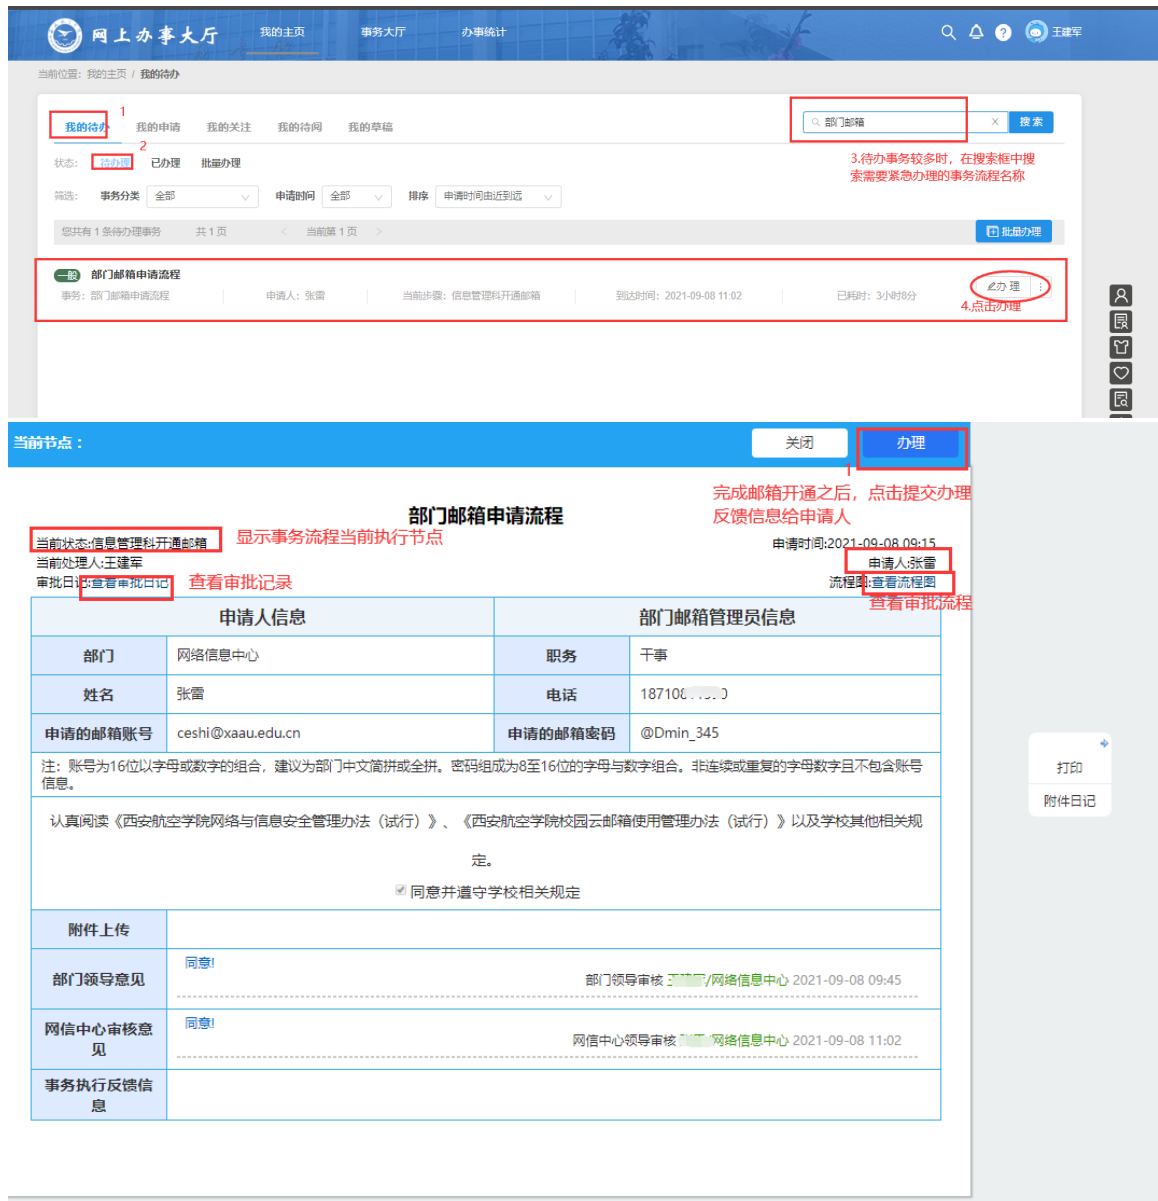 网上办事大厅 我的主页 事务大厅 办事统计 王建军
当前位置：我的主页 / 我的待办
1
我的待办 我的申请 我的关注 我的待阅 我的草稿 部门邮箱 搜索
2
状态： 待办理 已办理 批量办理
3.待办事务较多时，在搜索框中搜
索需要紧急办理的事务流程名称
筛选： 事务分类 全部 申请时间 全部 排序 申请时间由近到远
您共有 1 条待办理事务 共 1 页 < 当前第 1 页 > 批量办理
一般 部门邮箱申请流程
事务：部门邮箱申请流程 申请人：张雷 当前步骤：信息管理科开通邮箱 到达时间：2021-09-08 11:02 已耗时：3小时8分 办 理
4.点击办理
当前节点： 关闭 办理
1
完成邮箱开通之后，点击提交办理
反馈信息给申请人
部门邮箱申请流程
当前状态:信息管理科开通邮箱 显示事务流程当前执行节点 申请时间:2021-09-08 09:15
当前处理人:王建军 申请人:张雷
审批日记:查看审批日记 查看审批记录 流程图:查看流程图
查看审批流程
申请人信息 部门邮箱管理员信息
部门 网络信息中心 职务 干事
姓名 张雷 电话 18710
申请的邮箱账号 ceshi@xaau.edu.cn 申请的邮箱密码 @Dmin_345
注：账号为16位以字母或数字的组合，建议为部门中文简拼或全拼。密码组成为8至16位的字母与数字组合。非连续或重复的字母数字且不包含账号
信息。
认真阅读《西安航空学院网络与信息安全管理办法（试行）》、《西安航空学院校园云邮箱使用管理办法（试行）》以及学校其他相关规
定。
同意并遵守学校相关规定
附件上传
部门领导意见 同意!
部门领导审核 /网络信息中心 2021-09-08 09:45
网信中心审核意
见 同意!
网信中心领导审核 网络信息中心 2021-09-08 11:02
事务执行反馈信
息
打印
附件日记